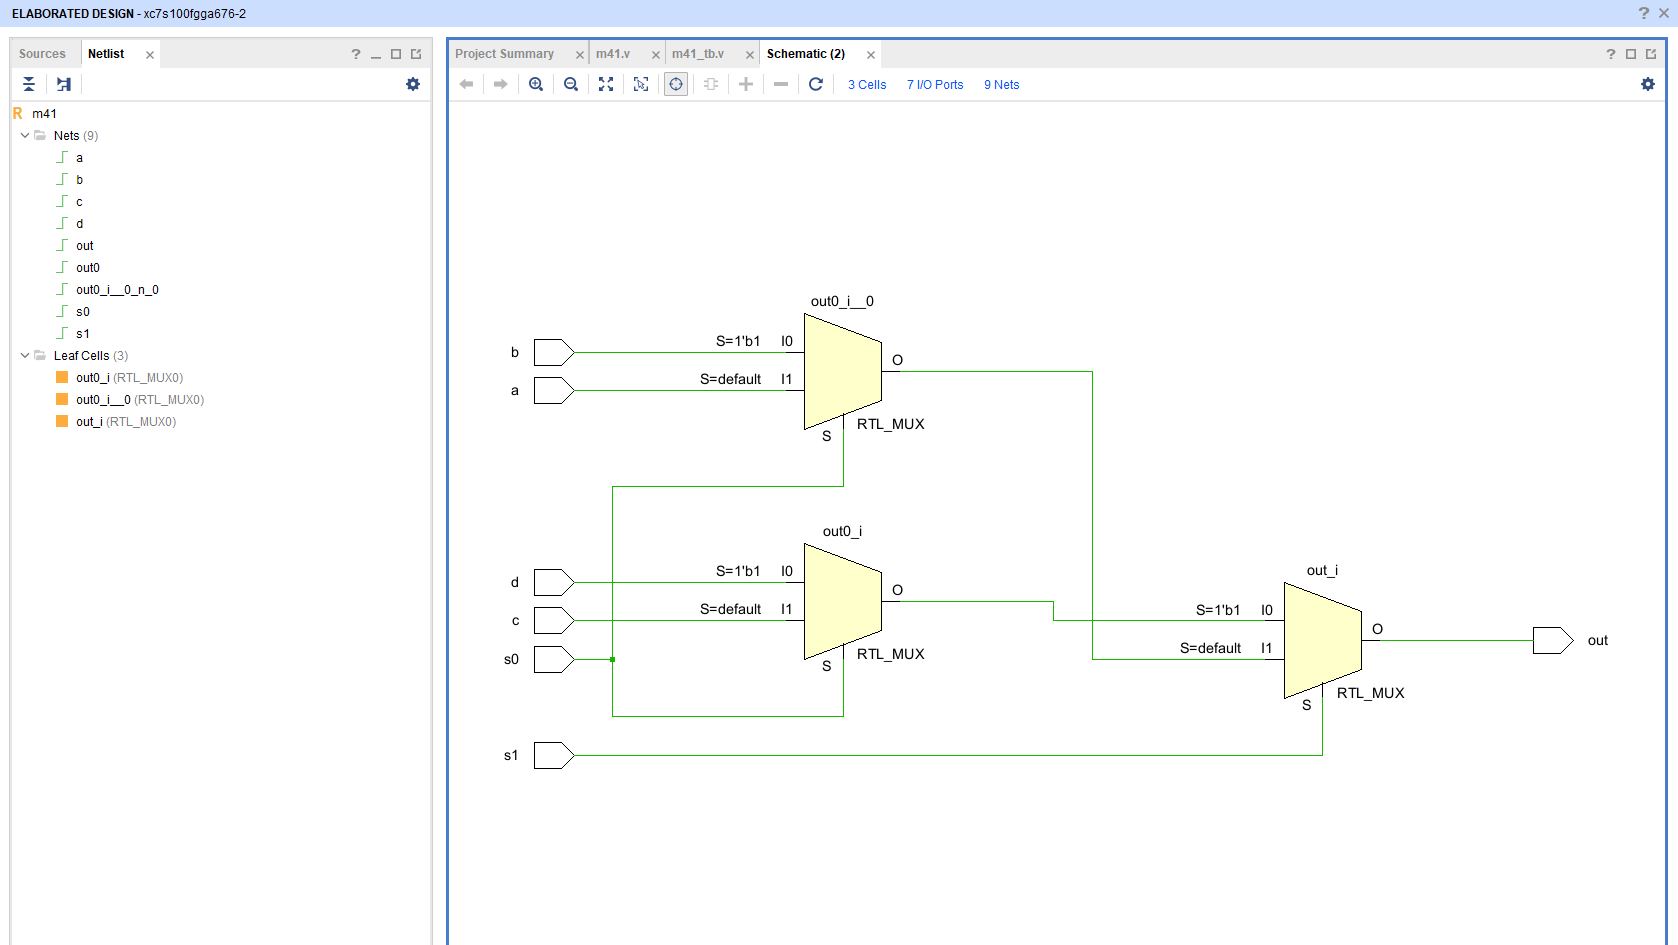 ELABORATED DESIGN - xc7s100fgga676-2
Sources Netlist
m41
Nets (9)
a
b
c
d
out
out0
out0_i__0_n_0
s0
s1
Leaf Cells (3)
out0_i (RTL_MUX0)
out0_i__0 (RTL_MUX0)
out_i (RTL_MUX0)
Project Summary m41.v m41_tb.v Schematic (2)
3 Cells 7 I/O Ports 9 Nets
out0_i__0
b S=1'b1 I0
O
a S=default I1
S RTL_MUX
out0_i
d S=1'b1 I0
O
c S=default I1
s0
S RTL_MUX
out_i
S=1'b1 I0
O
out
S=default I1
S RTL_MUX
s1